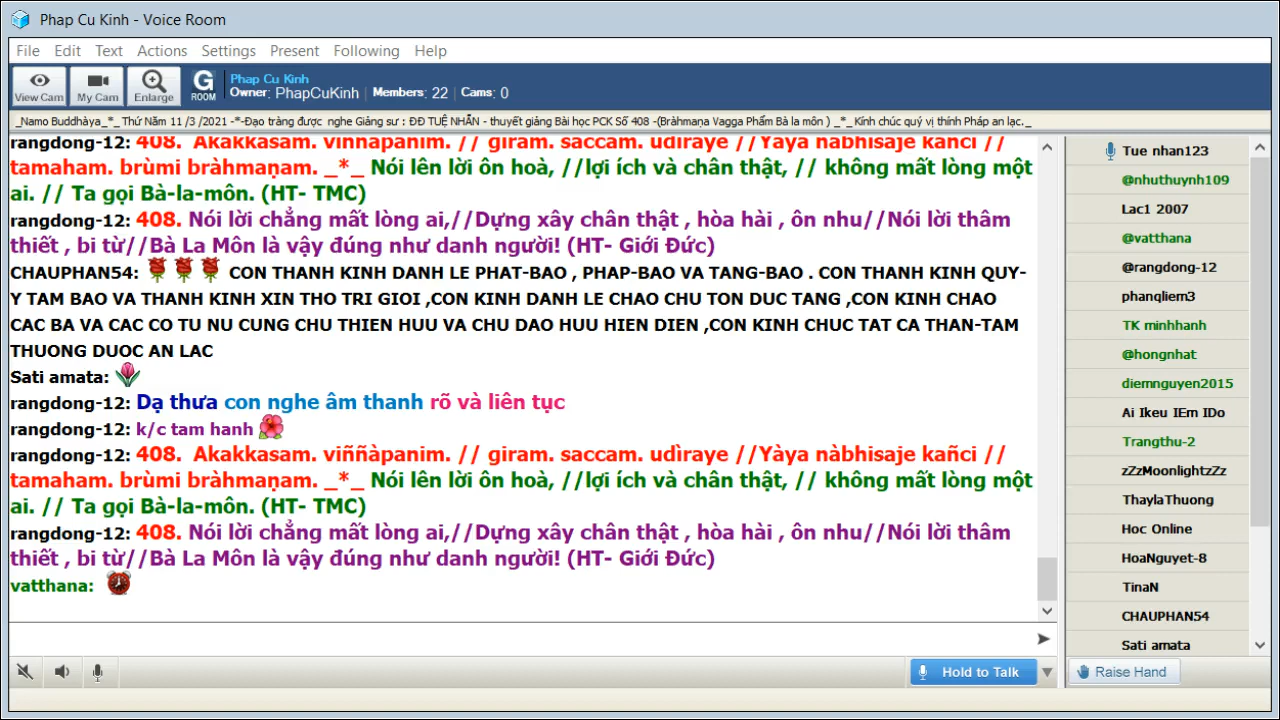 Phap Cu Kinh - Voice Room
File Edit Text Actions Settings Present Following Help
View Cam My Cam Enlarge G ROOM
Phap Cu Kinh
Owner: PhapCuKinh Members: 22 Cams: 0
_Namo Buddhàya_*_ Thứ Năm 11 /3 /2021 -*-Đạo tràng được nghe Giảng sư : ĐĐ TUỆ NHẪN - thuyết giảng Bài học PCK Số 408 -(Bràhmaṇa Vagga Phẩm Bà la môn ) _*_ Kính chúc quý vị thính Pháp an lạc._
rangdong-12: 408. Akakkasaṃ. viññàpaniṃ. // giraṃ. saccaṃ. udìraye //Yàya nàbhisaje kañci //
tamahaṃ. brùmi bràhmaṇaṃ. _*_ Nói lên lời ôn hoà, //lợi ích và chân thật, // không mất lòng một
ai. // Ta gọi Bà-la-môn. (HT- TMC)
rangdong-12: 408. Nói lời chẳng mất lòng ai,//Dựng xây chân thật , hòa hài , ôn nhu//Nói lời thâm
thiết , bi từ//Bà La Môn là vậy đúng như danh người! (HT- Giới Đức)
CHAUPHAN54: CON THANH KINH DANH LE PHAT-BAO , PHAP-BAO VA TANG-BAO . CON THANH KINH QUY-
Y TAM BAO VA THANH KINH XIN THO TRI GIOI ,CON KINH DANH LE CHAO CHU TON DUC TANG ,CON KINH CHAO
CAC BA VA CAC CO TU NU CUNG CHU THIEN HUU VA CHU DAO HUU HIEN DIEN ,CON KINH CHUC TAT CA THAN-TAM
THUONG DUOC AN LAC
Sati amata:
rangdong-12: Dạ thưa con nghe âm thanh rõ và liên tục
rangdong-12: k/c tam hanh
rangdong-12: 408. Akakkasaṃ. viññàpaniṃ. // giraṃ. saccaṃ. udìraye //Yàya nàbhisaje kañci //
tamahaṃ. brùmi bràhmaṇaṃ. _*_ Nói lên lời ôn hoà, //lợi ích và chân thật, // không mất lòng một
ai. // Ta gọi Bà-la-môn. (HT- TMC)
rangdong-12: 408. Nói lời chẳng mất lòng ai,//Dựng xây chân thật , hòa hài , ôn nhu//Nói lời thâm
thiết , bi từ//Bà La Môn là vậy đúng như danh người! (HT- Giới Đức)
vatthana:
Tue nhan123
@nhuthuynh109
Lac1 2007
@vatthana
@rangdong-12
phanqliem3
TK minhhanh
@hongnhat
diemnguyen2015
Ai Ikeu IEm IDo
Trangthu-2
zZzMoonlightzZz
ThaylaThuong
Hoc Online
HoaNguyet-8
TinaN
CHAUPHAN54
Sati amata
Hold to Talk
Raise Hand